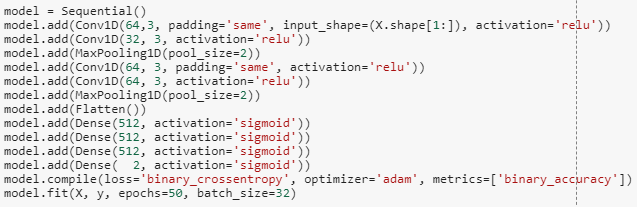 model = Sequential()
model.add(Conv1D(64,3, padding='same', input_shape=(X.shape[1:]), activation='relu'))
model.add(Conv1D(32, 3, activation='relu'))
model.add(MaxPooling1D(pool_size=2))
model.add(Conv1D(64, 3, padding='same', activation='relu'))
model.add(Conv1D(64, 3, activation='relu'))
model.add(MaxPooling1D(pool_size=2))
model.add(Flatten())
model.add(Dense(512, activation='sigmoid'))
model.add(Dense(512, activation='sigmoid'))
model.add(Dense(512, activation='sigmoid'))
model.add(Dense(  2, activation='sigmoid'))
model.compile(loss='binary_crossentropy', optimizer='adam', metrics=['binary_accuracy'])
model.fit(X, y, epochs=50, batch_size=32)